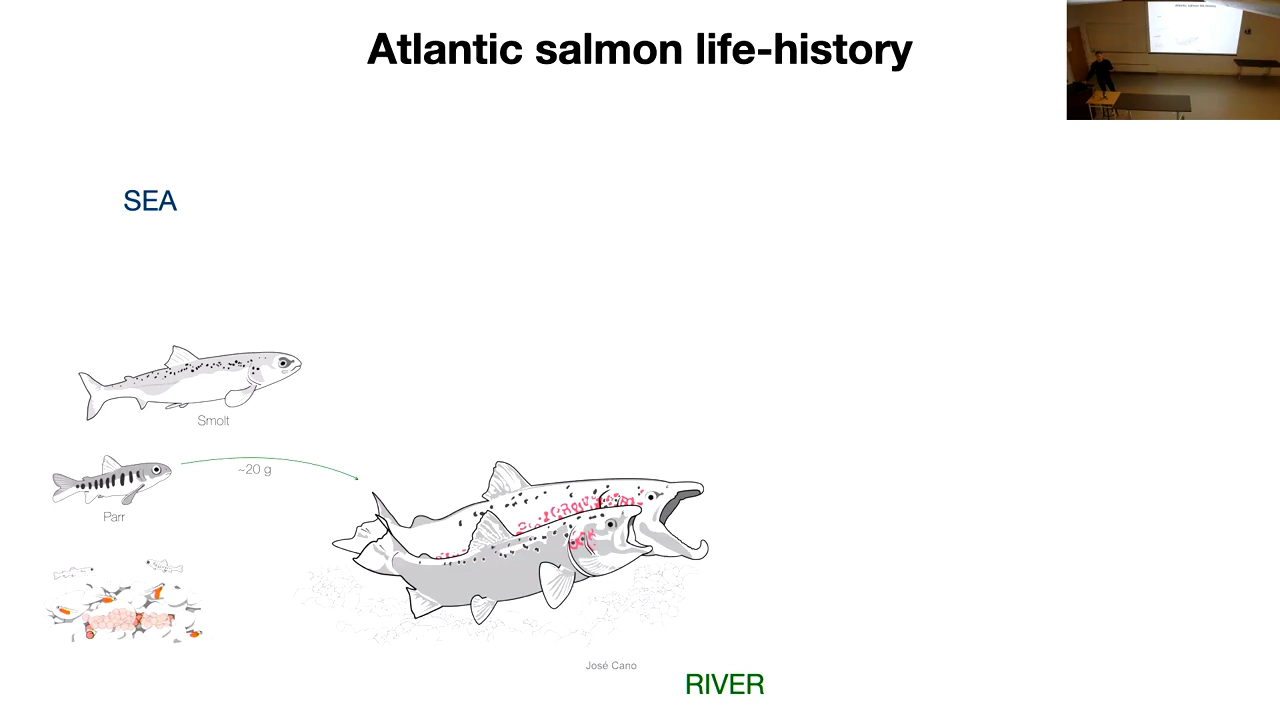 Atlantic salmon life-history
SEA
Smolt
~20 g
Parr
José Cano
RIVER